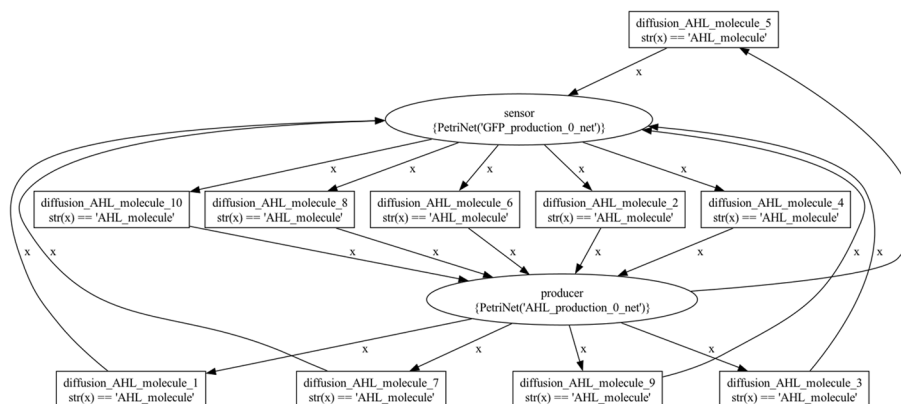 diffusion_AHL_molecule_5
str(x) == 'AHL_molecule'
x
sensor
{PetriNet('GFP_production_0_net')}
x
x
x
x
x
diffusion_AHL_molecule_10
str(x) == 'AHL_molecule'
diffusion_AHL_molecule_8
str(x) == 'AHL_molecule'
diffusion_AHL_molecule_6
str(x) == 'AHL_molecule'
diffusion_AHL_molecule_2
str(x) == 'AHL_molecule'
diffusion_AHL_molecule_4
str(x) == 'AHL_molecule'
x
x
x
x
x
x
x
x
x
producer
{PetriNet('AHL_production_0_net')}
x
x
x
x
diffusion_AHL_molecule_1
str(x) == 'AHL_molecule'
diffusion_AHL_molecule_7
str(x) == 'AHL_molecule'
diffusion_AHL_molecule_9
str(x) == 'AHL_molecule'
diffusion_AHL_molecule_3
str(x) == 'AHL_molecule'